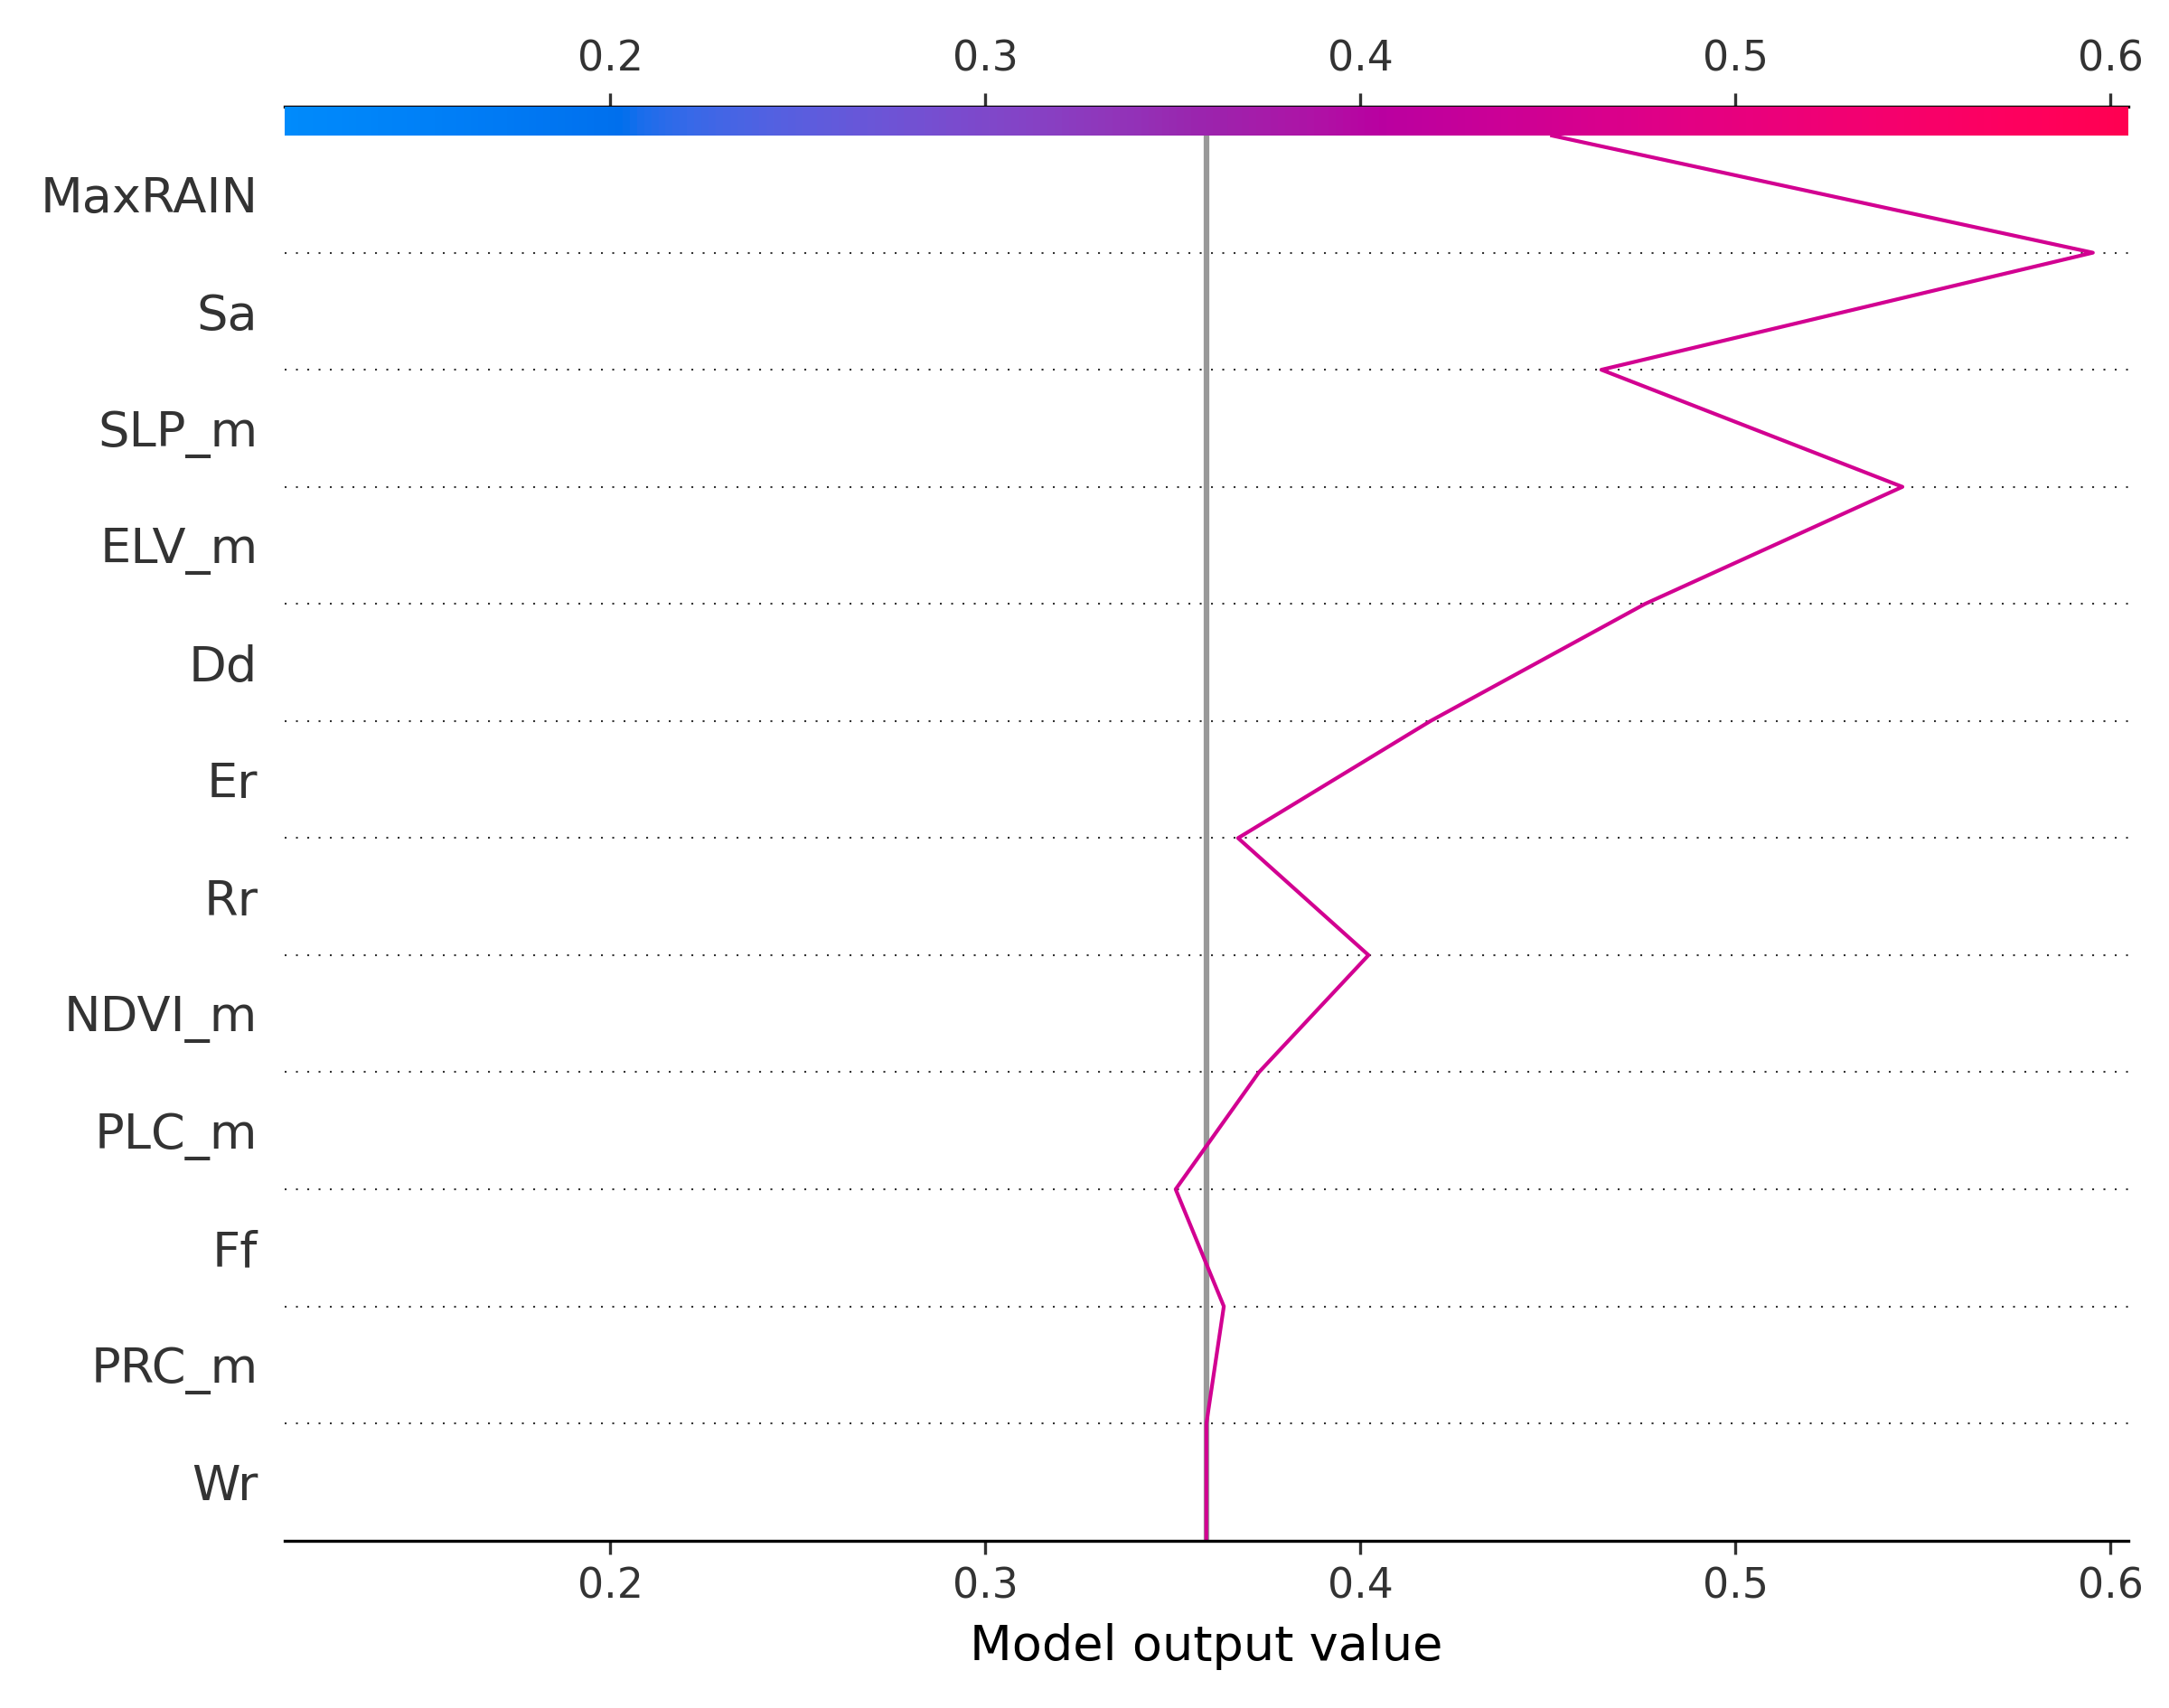 0.2 0.3 0.4 0.5 0.6
MaxRAIN
Sa
SLP_m
ELV_m
Dd
Er
Rr
NDVI_m
PLC_m
Ff
PRC_m
Wr
0.2 0.3 0.4 0.5 0.6
Model output value